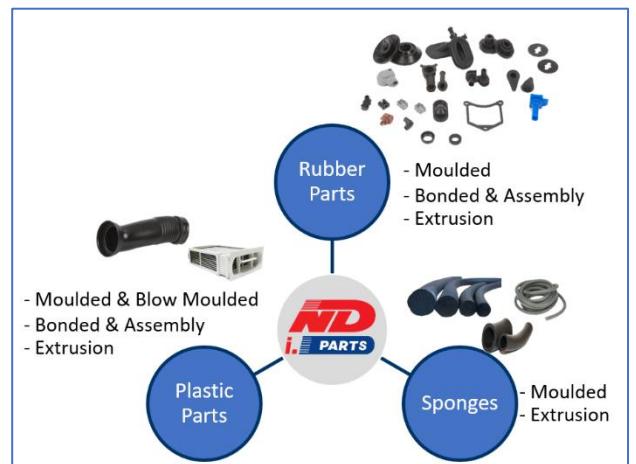 Rubber
Parts
- Moulded
- Bonded & Assembly
- Extrusion
- Moulded & Blow Moulded
- Bonded & Assembly
- Extrusion
ND
i. PARTS
Plastic
Parts
Sponges
- Moulded
- Extrusion